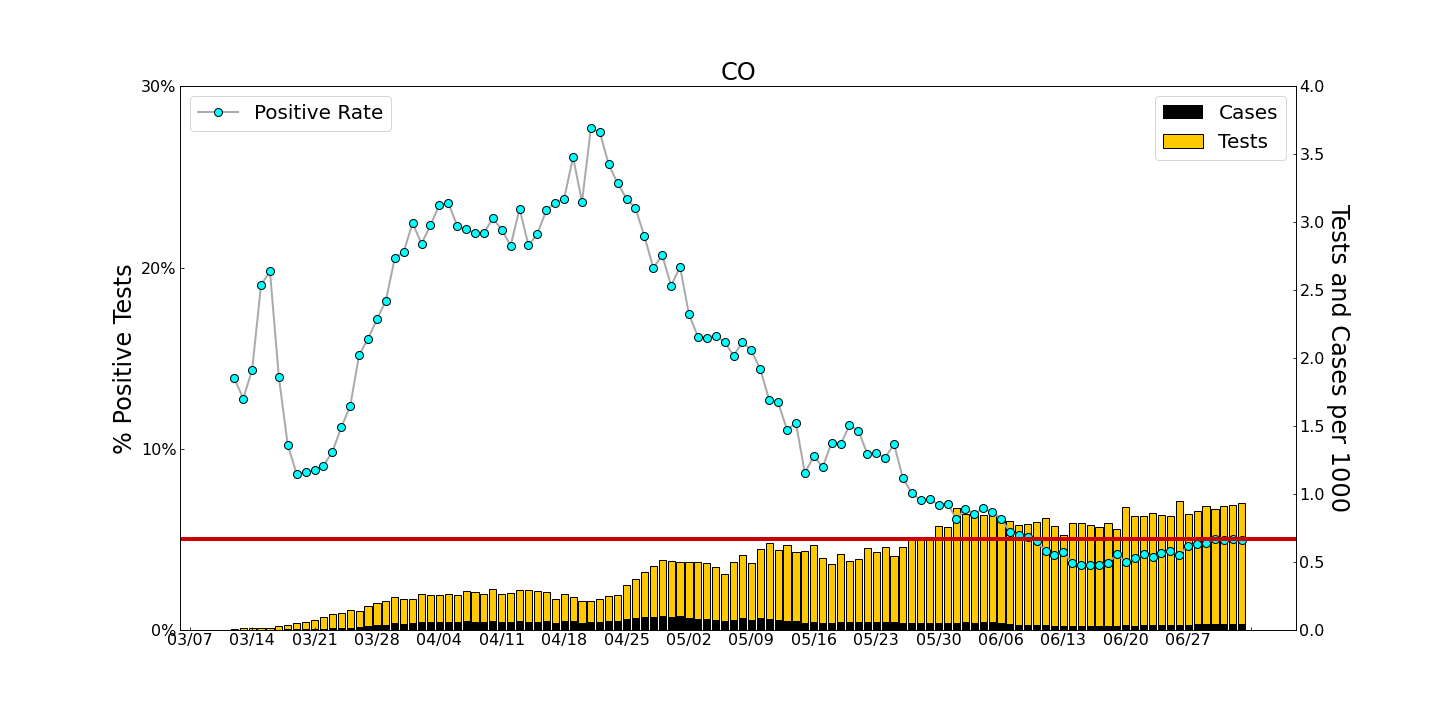 CO
30%
20%
10%
0%
% Positive Tests
Positive Rate
Cases
Tests
4.0
3.5
3.0
2.5
2.0
1.5
1.0
0.5
0.0
Tests and Cases per 1000
03/07 03/14 03/21 03/28 04/04 04/11 04/18 04/25 05/02 05/09 05/16 05/23 05/30 06/06 06/13 06/20 06/27